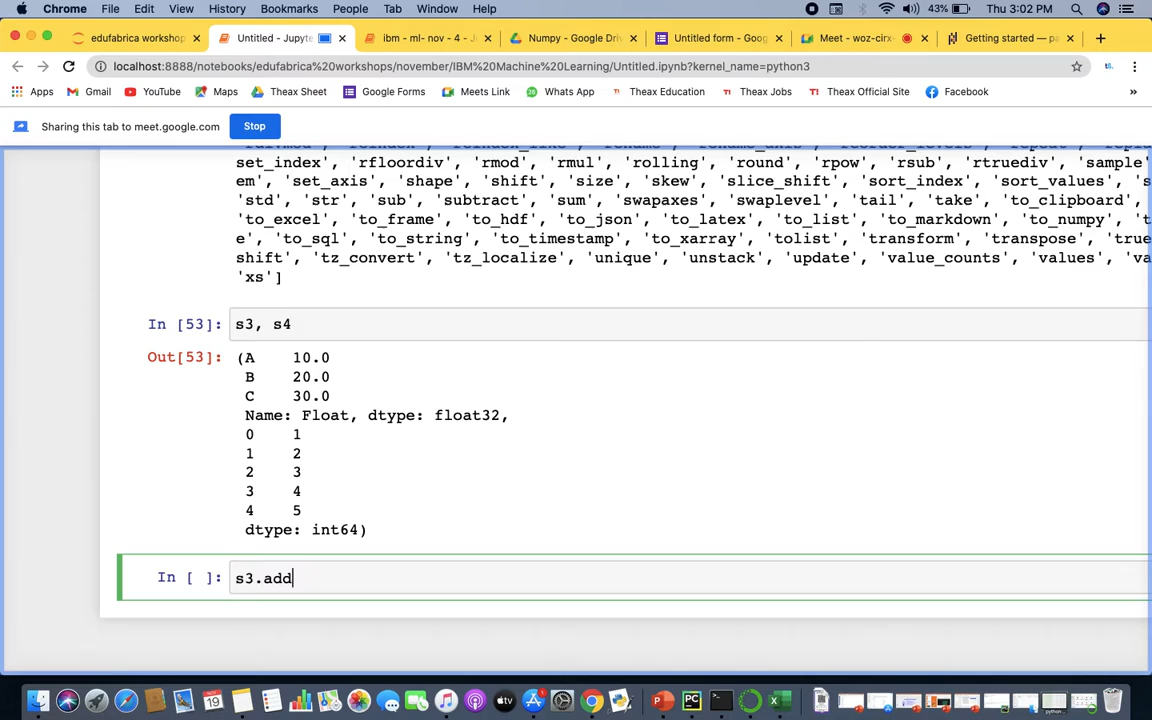 Chrome File Edit View History Bookmarks People Tab Window Help 43% Thu 3:02 PM
edufabrica workshop Untitled - Jupyte ibm - ml- nov - 4 - J Numpy - Google Dri Untitled form - Goog Meet - woz-cirx Getting started — pa
localhost:8888/notebooks/edufabrica%20workshops/november/IBM%20Machine%20Learning/Untitled.ipynb?kernel_name=python3
Apps Gmail YouTube Maps Theax Sheet Google Forms Meets Link Whats App Theax Education Theax Jobs Theax Official Site Facebook »
Sharing this tab to meet.google.com Stop
set_index', 'rfloordiv', 'rmod', 'rmul', 'rolling', 'round', 'rpow', 'rsub', 'rtruediv', 'sample'
em', 'set_axis', 'shape', 'shift', 'size', 'skew', 'slice_shift', 'sort_index', 'sort_values', 's
'std', 'str', 'sub', 'subtract', 'sum', 'swapaxes', 'swaplevel', 'tail', 'take', 'to_clipboard',
'to_excel', 'to_frame', 'to_hdf', 'to_json', 'to_latex', 'to_list', 'to_markdown', 'to_numpy', 't
e', 'to_sql', 'to_string', 'to_timestamp', 'to_xarray', 'tolist', 'transform', 'transpose', 'true
shift', 'tz_convert', 'tz_localize', 'unique', 'unstack', 'update', 'value_counts', 'values', 'va
'xs']
In [53]: s3, s4
Out[53]: (A 10.0
B 20.0
C 30.0
Name: Float, dtype: float32,
0 1
1 2
2 3
3 4
4 5
dtype: int64)
In [ ]: s3.add